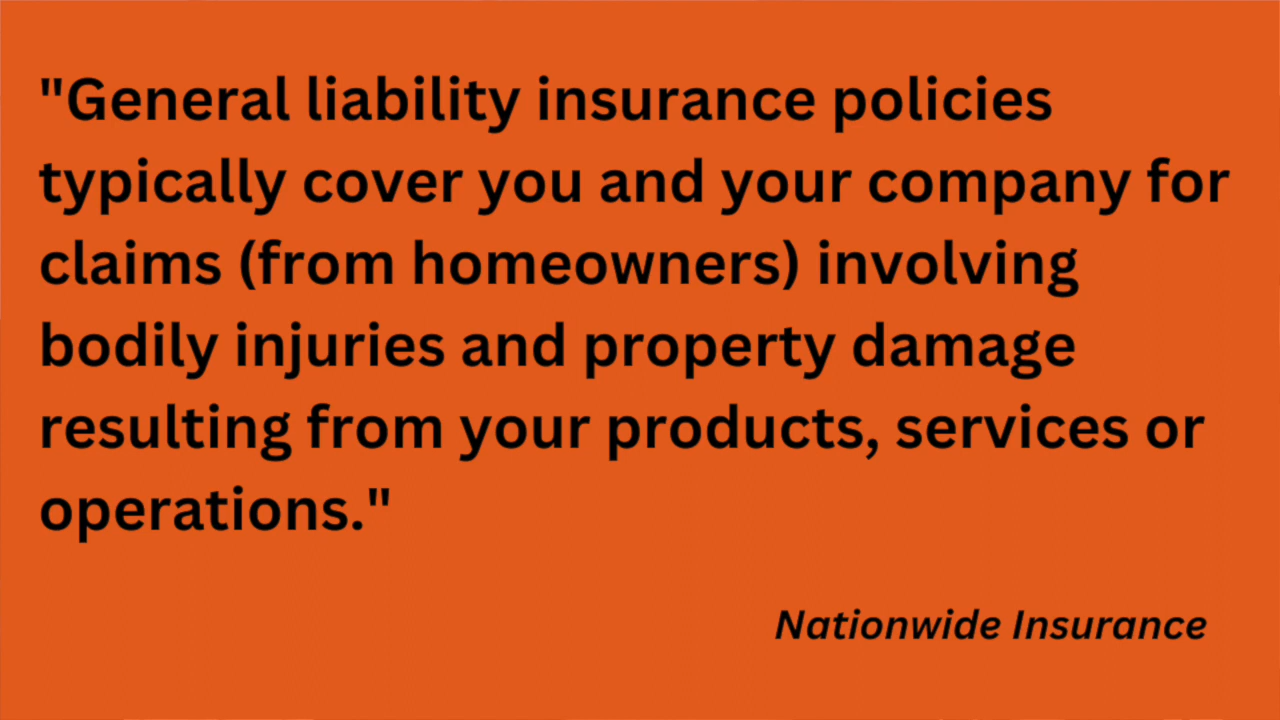 "General liability insurance policies
typically cover you and your company for
claims (from homeowners) involving
bodily injuries and property damage
resulting from your products, services or
operations."
Nationwide Insurance